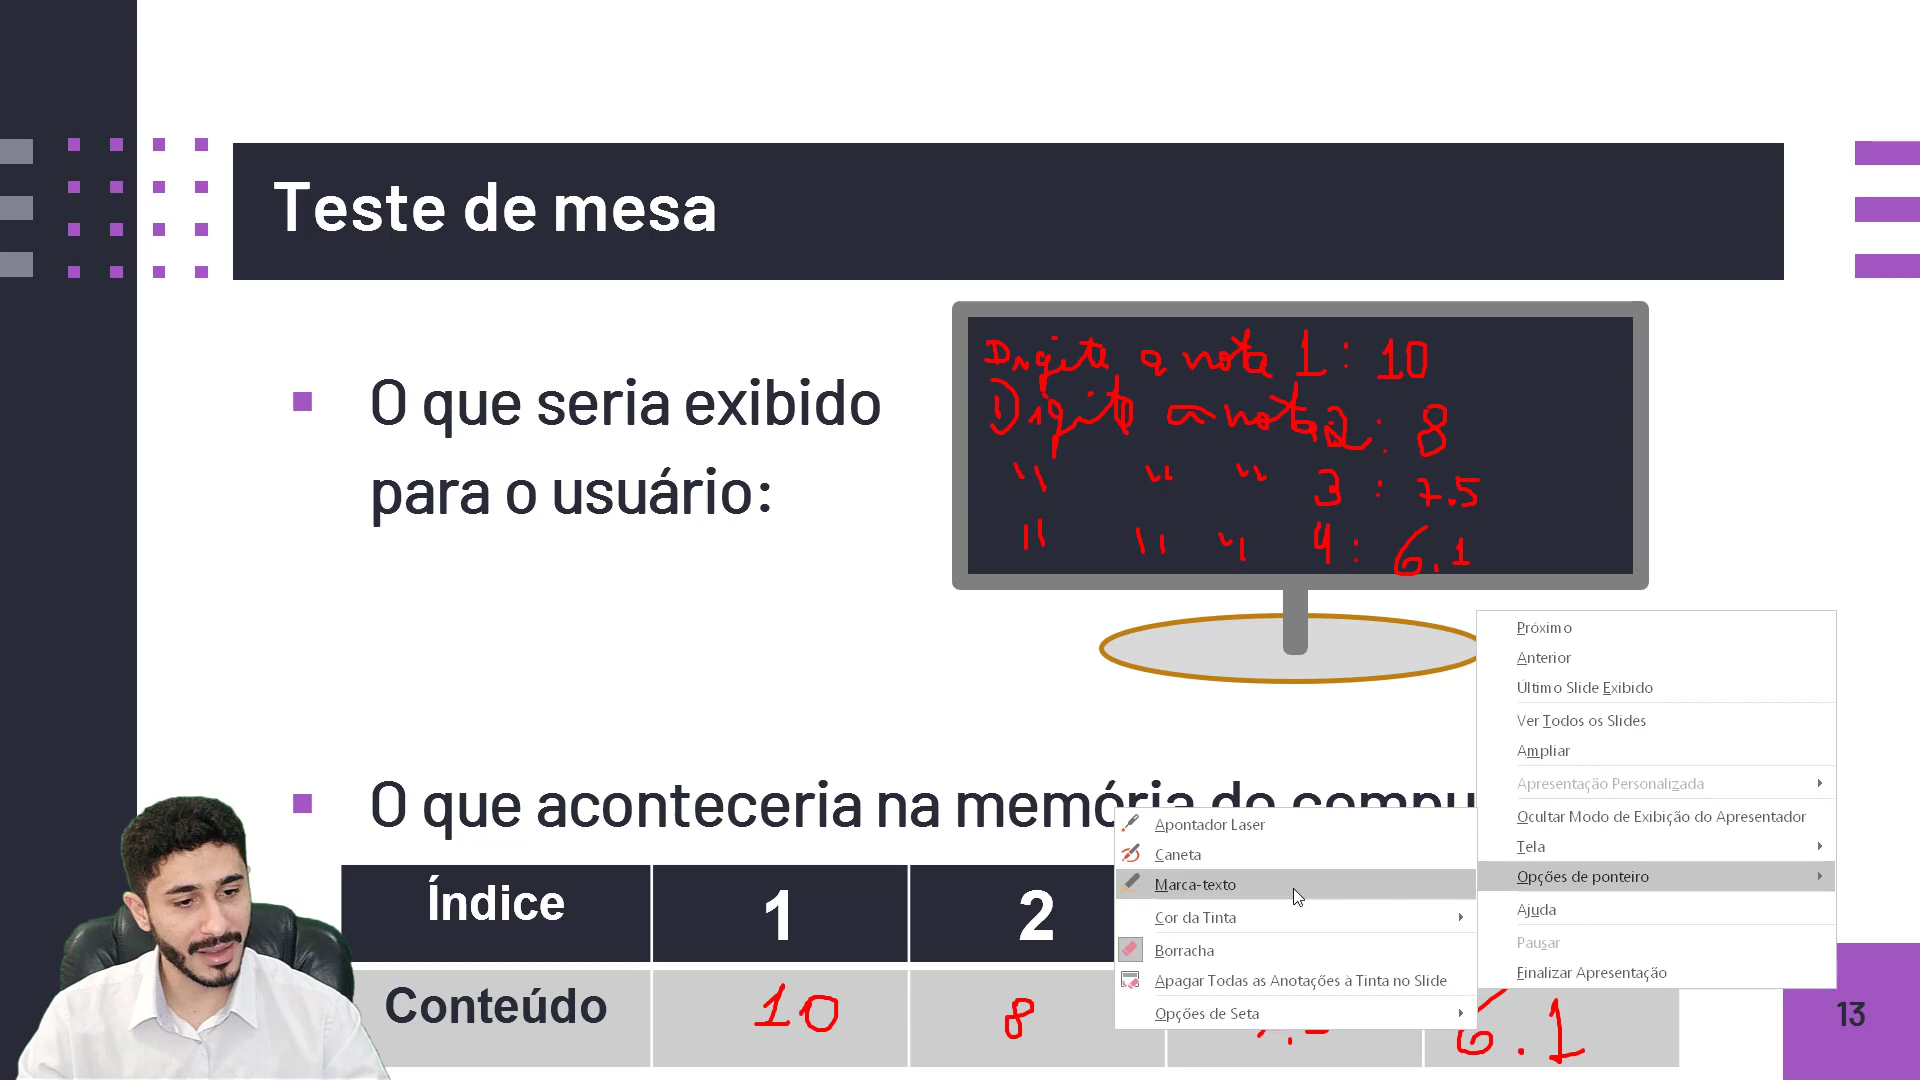 Teste de mesa
O que seria exibido
para o usuário:
Digite a nota 1 : 10
Digite a nota 2 : 8
" " " 3 : 7.5
" " " 4 : 6.1
O que aconteceria na memória do compu
Índice 1 2
Conteúdo 10 8 6.1
Próximo
Anterior
Último Slide Exibido
Ver Todos os Slides
Ampliar
Apresentação Personalizada
Ocultar Modo de Exibição do Apresentador
Tela
Opções de ponteiro
Ajuda
Pausar
Finalizar Apresentação
Apontador Laser
Caneta
Marca-texto
Cor da Tinta
Borracha
Apagar Todas as Anotações à Tinta no Slide
Opções de Seta
13